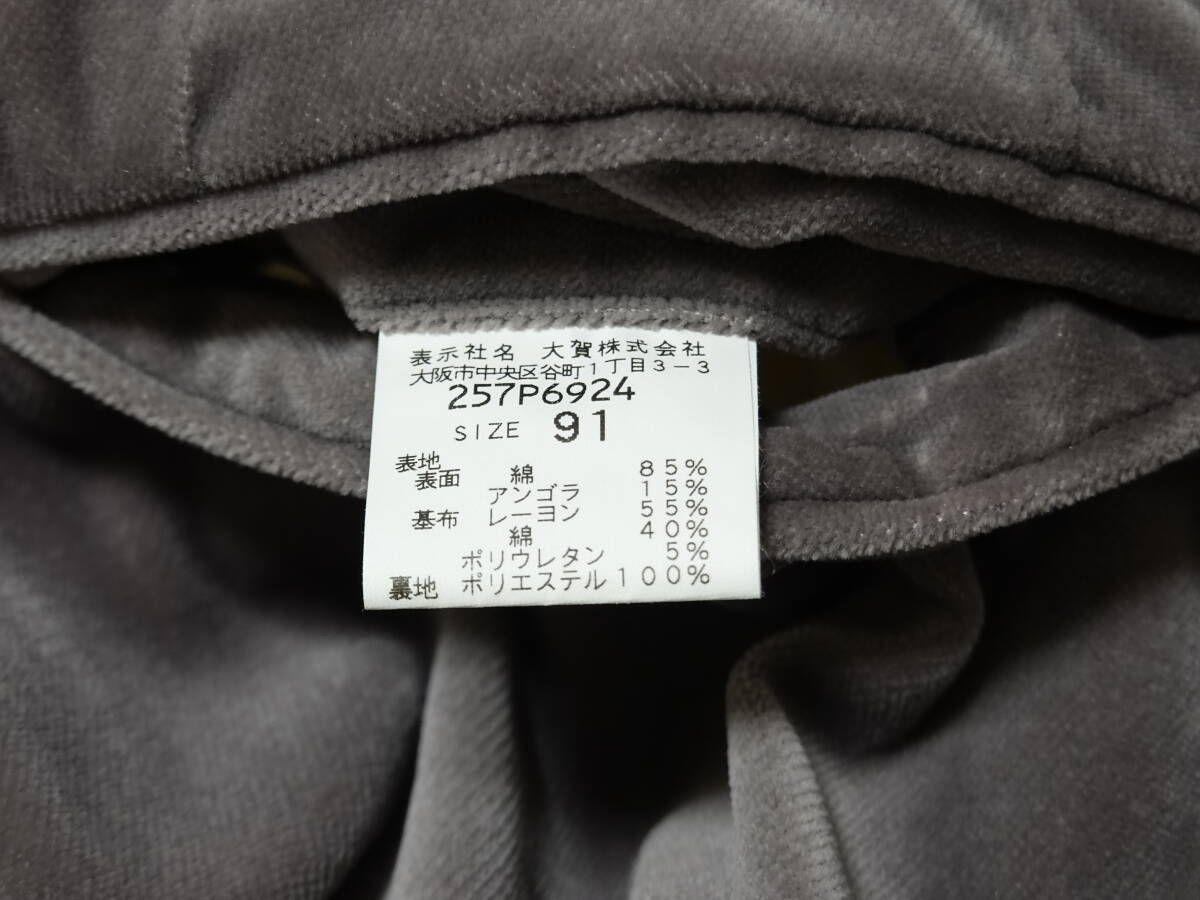 表示社名 大賀株式会社
大阪市中央区谷町1丁目3-3
257P6924
SIZE 91
表地
表面 綿 85%
アンゴラ 15%
基布 レーヨン 55%
綿 40%
ポリウレタン 5%
裏地 ポリエステル 100%